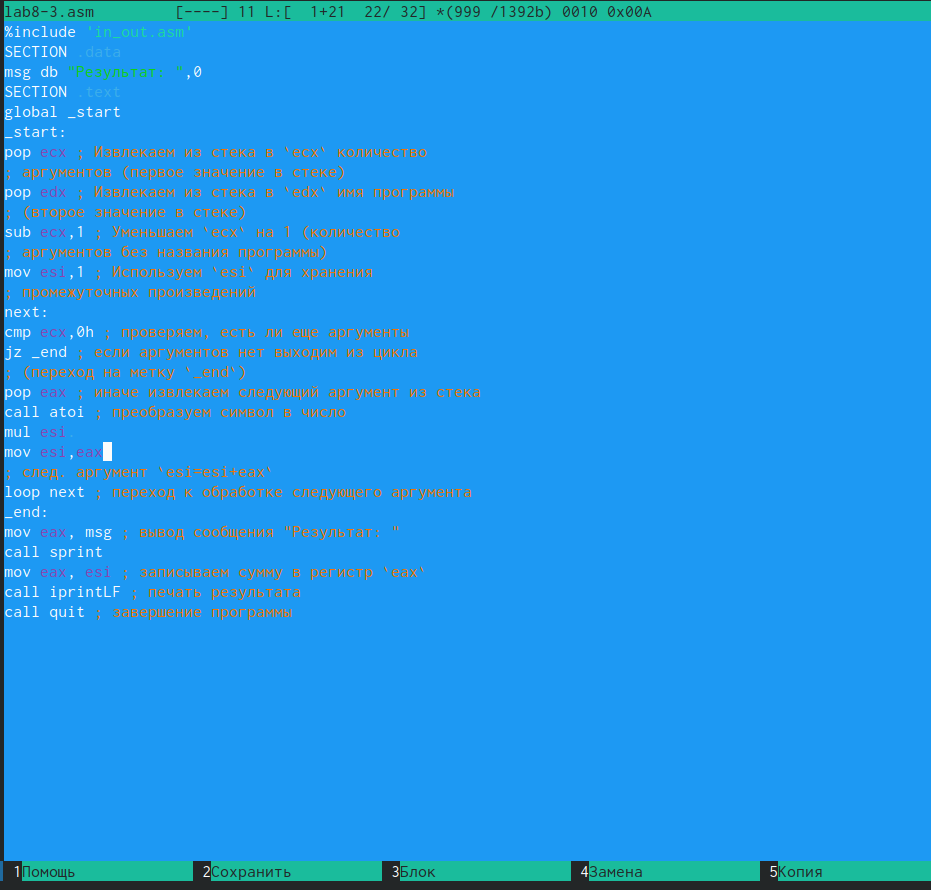 lab8-3.asm [----] 11 L:[ 1+21 22/ 32] *(999 /1392b) 0010 0x00A
%include 'in_out.asm'
SECTION .data
msg db "Результат: ",0
SECTION .text
global _start
_start:
pop ecx ; Извлекаем из стека в `ecx` количество
; аргументов (первое значение в стеке)
pop edx ; Извлекаем из стека в `edx` имя программы
; (второе значение в стеке)
sub ecx,1 ; Уменьшаем `ecx` на 1 (количество
; аргументов без названия программы)
mov esi,1 ; Используем `esi` для хранения
; промежуточных произведений
next:
cmp ecx,0h ; проверяем, есть ли еще аргументы
jz _end ; если аргументов нет выходим из цикла
; (переход на метку `_end`)
pop eax ; иначе извлекаем следующий аргумент из стека
call atoi ; преобразуем символ в число
mul esi
mov esi,eax
; след. аргумент `esi=esi+eax`
loop next ; переход к обработке следующего аргумента
_end:
mov eax, msg ; вывод сообщения "Результат: "
call sprint
mov eax, esi ; записываем сумму в регистр `eax`
call iprintLF ; печать результата
call quit ; завершение программы
1Помощь 2Сохранить 3Блок 4Замена 5Копия